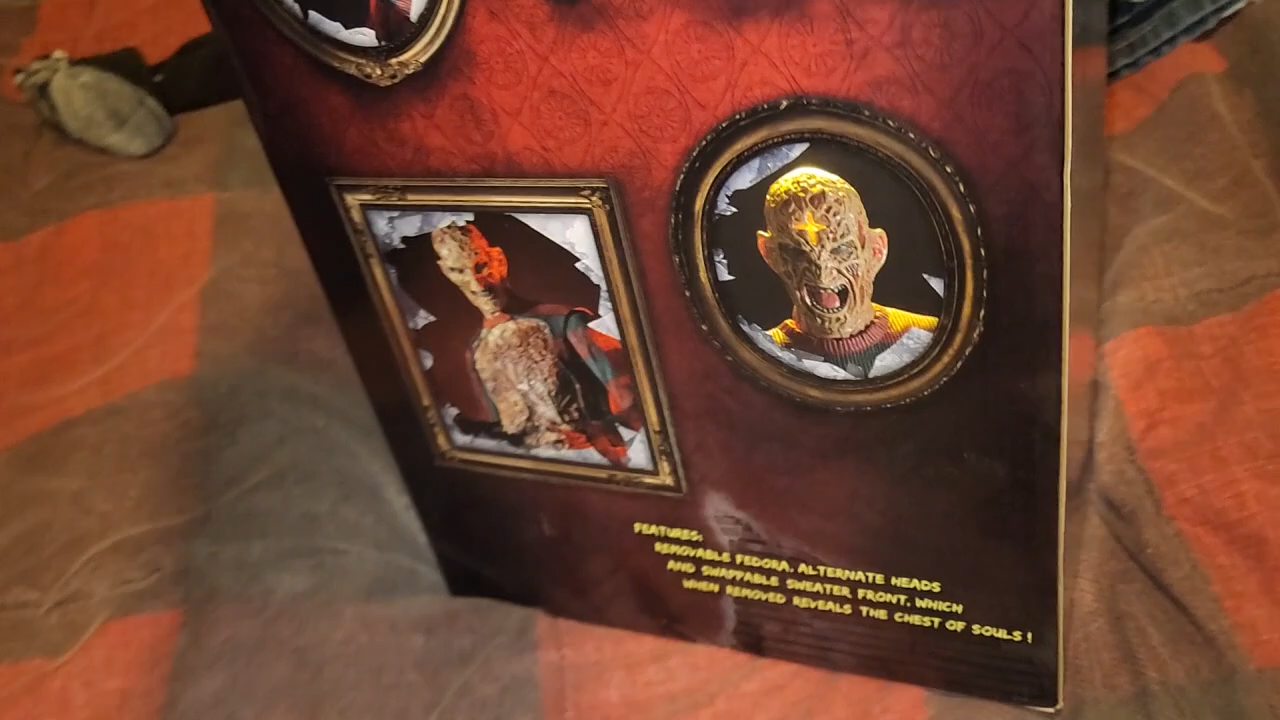 FEATURES:
REMOVABLE FEDORA, ALTERNATE HEADS
AND SWAPPABLE SWEATER FRONT, WHICH
WHEN REMOVED REVEALS THE CHEST OF SOULS!